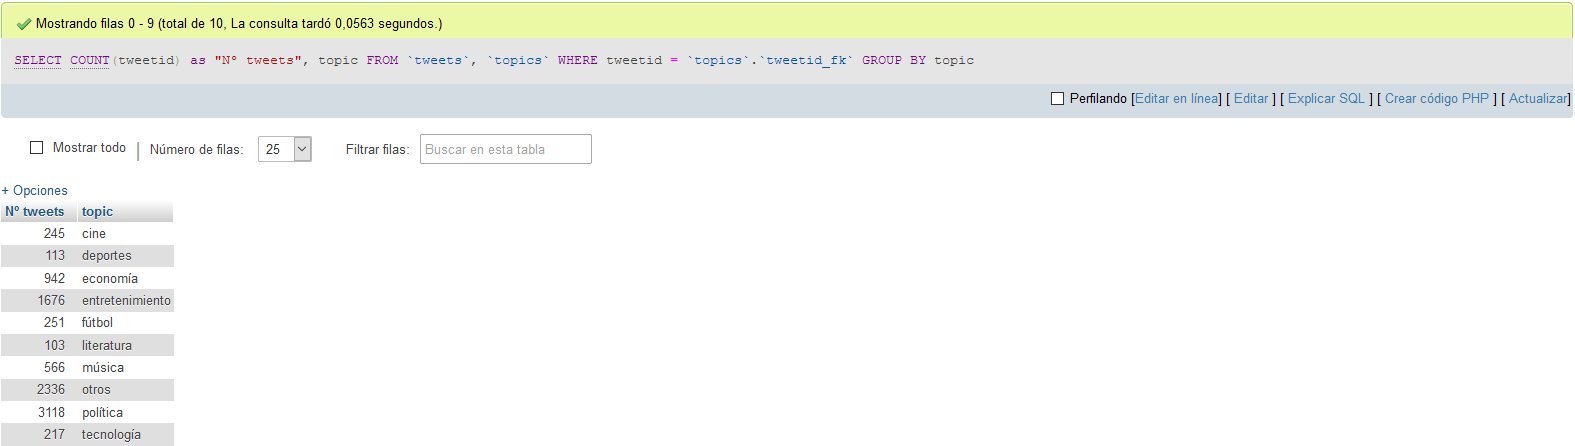 Mostrando filas 0 - 9 (total de 10, La consulta tardó 0,0563 segundos.)
SELECT COUNT(tweetid) as "Nº tweets", topic FROM `tweets`, `topics` WHERE tweetid = `topics`.`tweetid_fk` GROUP BY topic
Perfilando [Editar en línea] [ Editar ] [ Explicar SQL ] [ Crear código PHP ] [ Actualizar]
Mostrar todo | Número de filas: 25 Filtrar filas: Buscar en esta tabla
+ Opciones
Nº tweets topic
245 cine
113 deportes
942 economía
1676 entretenimiento
251 fútbol
103 literatura
566 música
2336 otros
3118 política
217 tecnología